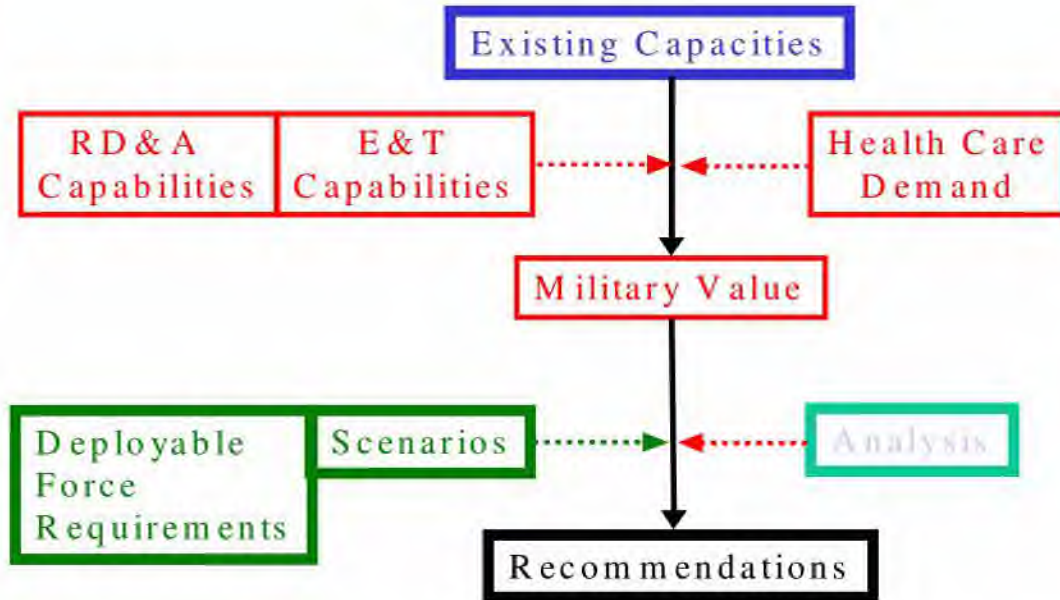 Existing Capacities
RD&A
Capabilities
E&T
Capabilities
Health Care
Demand
Military Value
Deployable
Force
Requirements
Scenarios
Analysis
Recommendations